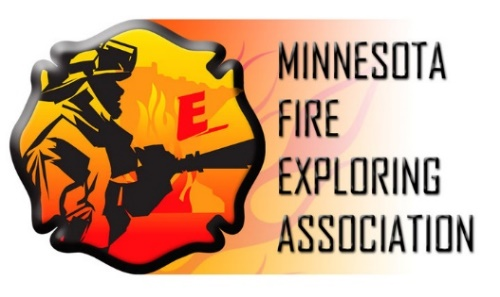 E
MINNESOTA
FIRE
EXPLORING
ASSOCIATION